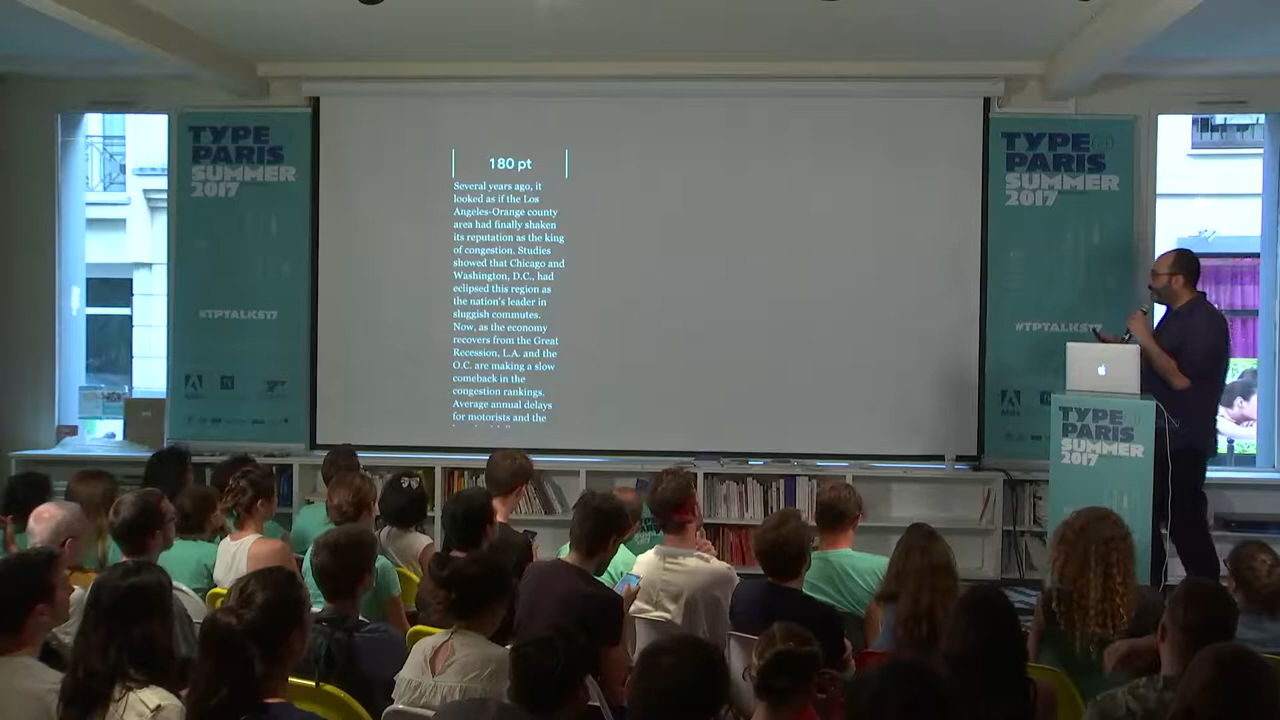 TYPE
PARIS
SUMMER
2017
#TPTALKS17
Adobe
180 pt
Several years ago, it
looked as if the Los
Angeles-Orange county
area had finally shaken
its reputation as the king
of congestion. Studies
showed that Chicago and
Washington, D.C., had
eclipsed this region as
the nation's leader in
sluggish commutes.
Now, as the economy
recovers from the Great
Recession, L.A. and the
O.C. are making a slow
comeback in the
congestion rankings.
Average annual delays
for motorists and the
TYPE
PARIS
SUMMER
2017
#TPTALKS17
Adobe
TYPE
PARIS
SUMMER
2017